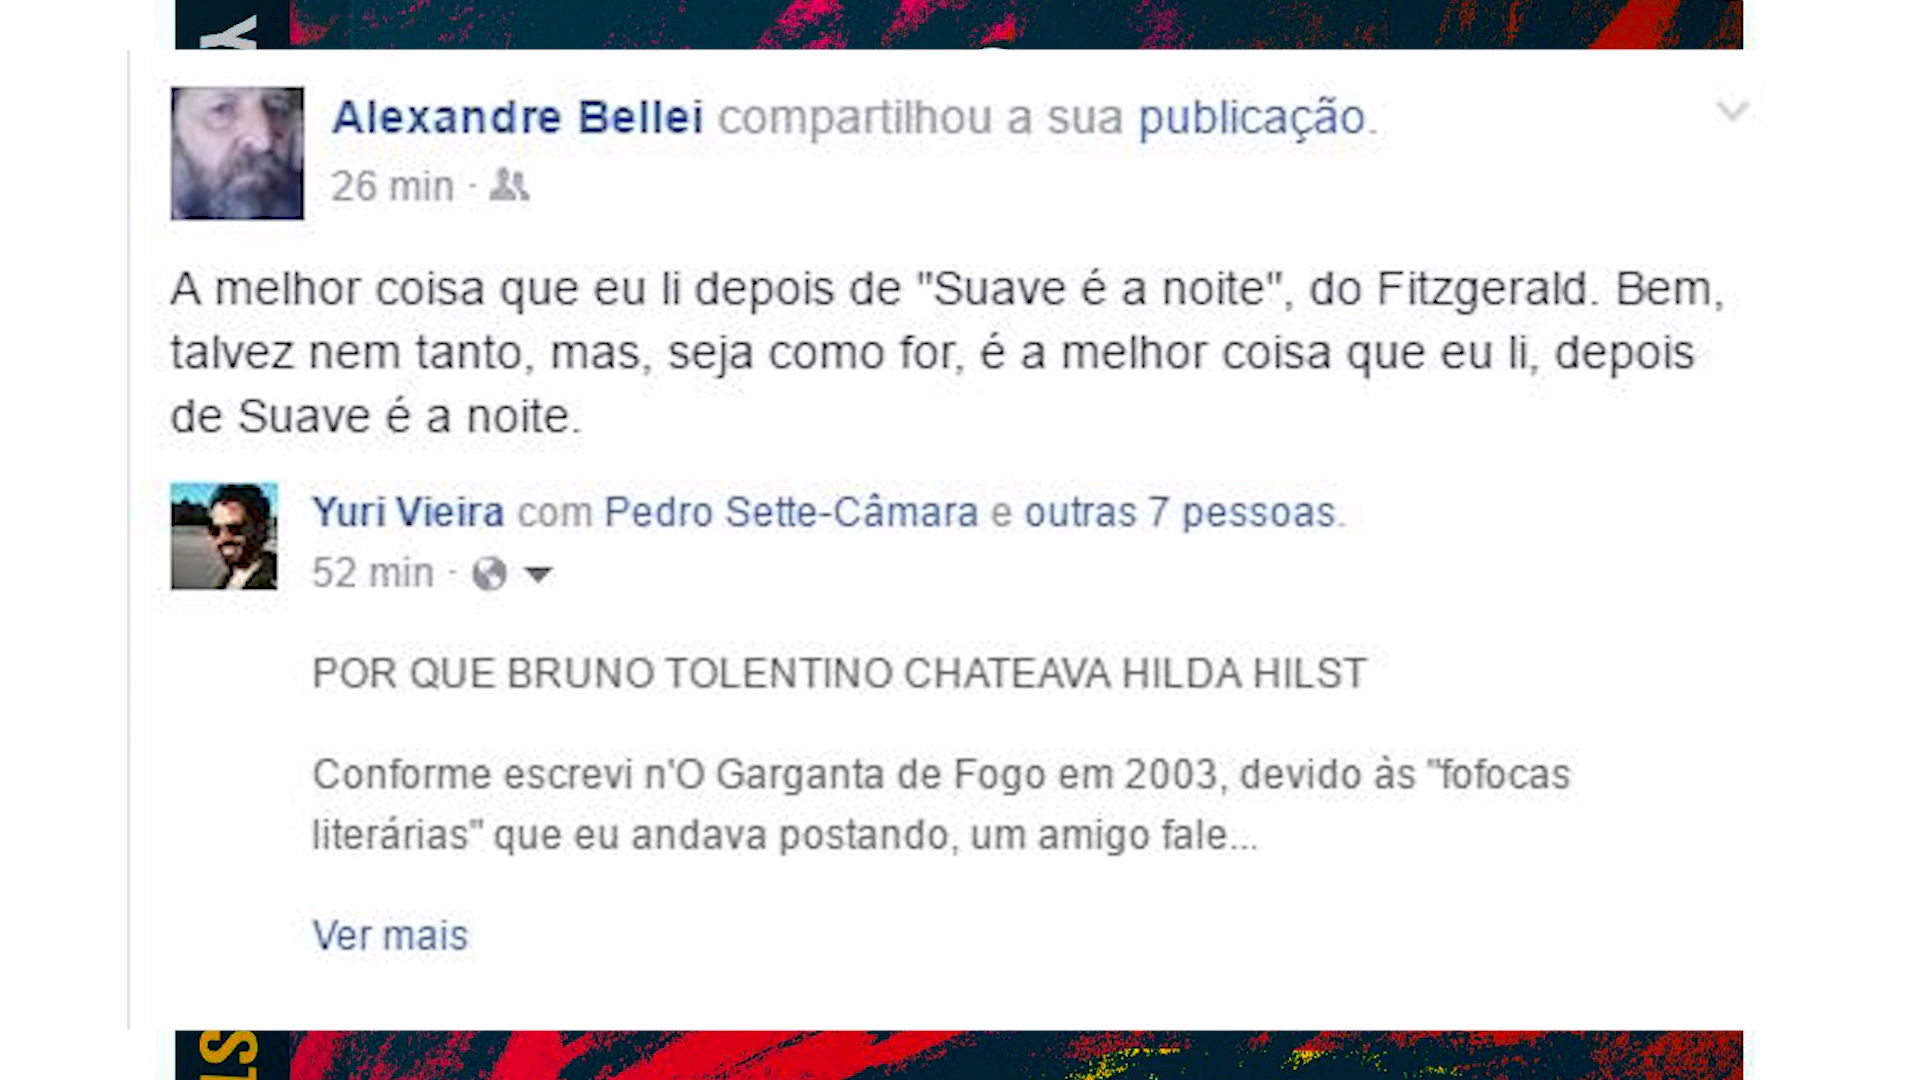 Y
Alexandre Bellei compartilhou a sua publicação.
26 min ·
A melhor coisa que eu li depois de "Suave é a noite", do Fitzgerald. Bem,
talvez nem tanto, mas, seja como for, é a melhor coisa que eu li, depois
de Suave é a noite.
Yuri Vieira com Pedro Sette-Câmara e outras 7 pessoas.
52 min ·
POR QUE BRUNO TOLENTINO CHATEAVA HILDA HILST
Conforme escrevi n'O Garganta de Fogo em 2003, devido às "fofocas
literárias" que eu andava postando, um amigo fale...
Ver mais